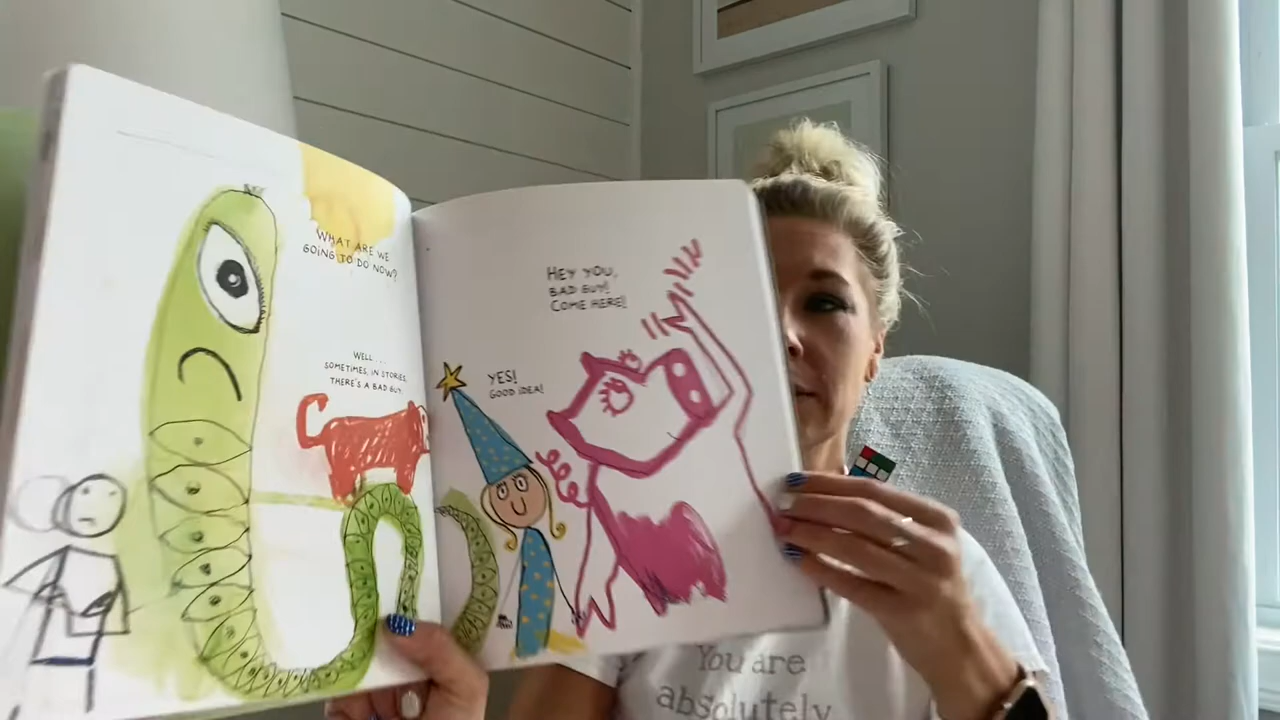 WHAT ARE WE
GOING TO DO NOW?
WELL...
SOMETIMES, IN STORIES,
THERE'S A BAD GUY.
HEY YOU,
BAD GUY!
COME HERE!
YES!
GOOD IDEA!
You are
absolutely